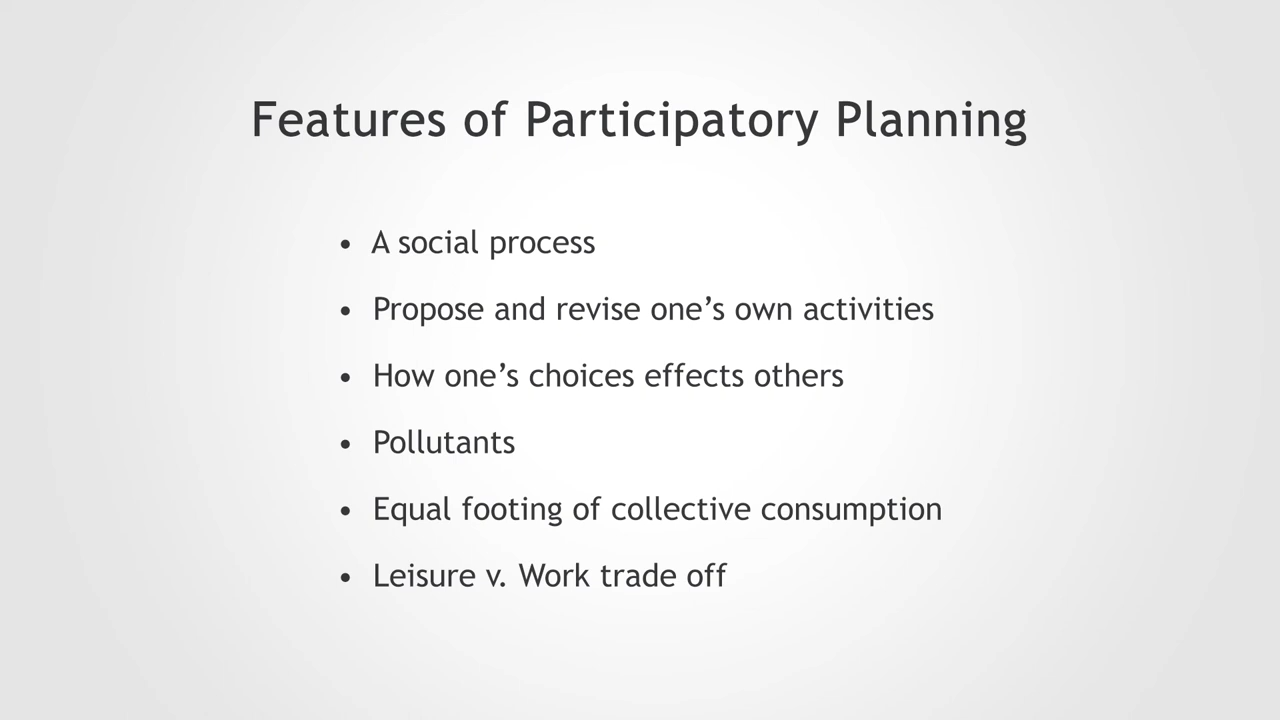 Features of Participatory Planning
• A social process
• Propose and revise one’s own activities
• How one’s choices effects others
• Pollutants
• Equal footing of collective consumption
• Leisure v. Work trade off